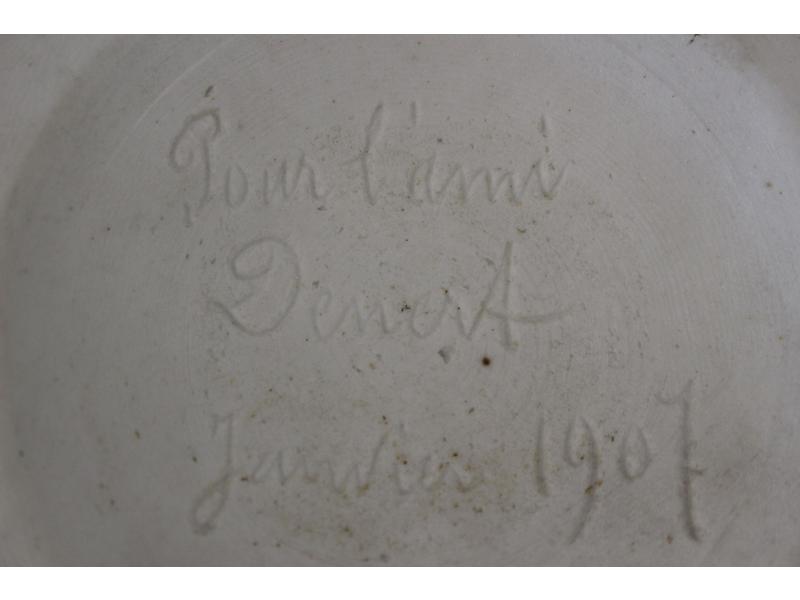 Pour l'ami
Denert
Janvier 1907